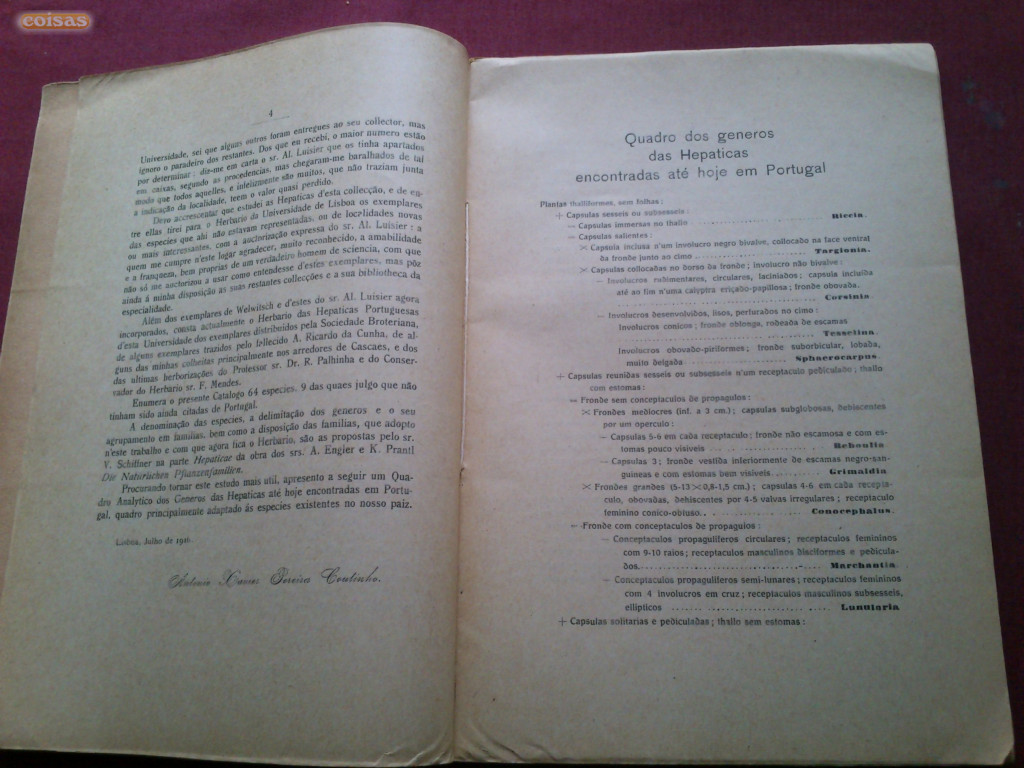 coisas
4
Universidade, sei que alguns outros foram entregues ao seu collector, mas
ignoro o paradeiro dos restantes. Dos que eu recebi, o maior numero estão
por determinar: diz-me em carta o sr. Al. Luisier que os tinha apartados
em caixas, segundo as procedencias, mas chegaram-me baralhados de tal
modo que todos aquelles, e infelizmente são muitos, que não traziam junta
a indicação da localidade, teem o valor quasi perdido.
Devo accrescentar que estudei as Hepaticas d'esta collecção, e de en-
tre ellas tirei para o Herbario da Universidade de Lisboa os exemplares
das especies que ahi não estavam representadas, ou de localidades novas
ou mais interessantes, com a auctorização expressa do sr. Al. Luisier: a
quem me cumpre n'este logar agradecer, muito reconhecido, a amabilidade
e a franqueza, bem proprias de um verdadeiro homem de sciencia, com que
não só me auctorizou a usar como entendesse d'estes exemplares, mas pôz
ainda á minha disposição as suas restantes collecções e a sua bibliotheca da
especialidade.
Além dos exemplares de Welwitsch e d'estes do sr. Al. Luisier agora
incorporados, consta actualmente o Herbario das Hepáticas Portuguesas
d'esta Universidade dos exemplares distribuidos pela Sociedade Broteriana,
de alguns exemplares trazidos pelo fallecido A. Ricardo da Cunha, de al-
guns das minhas colheitas principalmente nos arredores de Cascaes, e dos
das ultimas herborizações do Professor sr. Dr. R. Palhinha e do Conser-
vador do Herbario sr. F. Mendes.
Enumera o presente Catalogo 64 especies, 9 das quaes julgo que não
tinham sido ainda citadas de Portugal.
A denominação das especies, a delimitação dos generos e o seu
agrupamento em familias, bem como a disposição das familias, que adopto
n'este trabalho e com que agora fica o Herbario, são as propostas pelo sr.
V. Schiffner na parte Hepaticae da obra dos srs. A. Engler e K. Prantl
Die Natürlichen Pflanzenfamilien.
Procurando tornar este estudo mais util, apresento a seguir um Qua-
dro Analytico dos Generos das Hepaticas até hoje encontradas em Portu-
gal, quadro principalmente adaptado ás especies existentes no nosso paiz.
Lisboa, Julho de 1916.
Antonio Xavier Pereira Coutinho.
Quadro dos generos
das Hepaticas
encontradas até hoje em Portugal
Plantas thalliformes, sem folhas:
+ Capsulas sesseis ou subsesseis:
— Capsulas immersas no thallo ........ Riccia.
— Capsulas salientes:
× Capsula inclusa n'um involucro negro bivalve, collocado na face ventral
da fronde junto ao cimo ........ Targionia.
× Capsulas collocadas no dorso da fronde; involucro não bivalve:
— Involucros rudimentares, circulares, laciniados; capsula incluida
até ao fim n'uma calyptra eriçado-papillosa; fronde obovada.
........ Corsinia.
— Involucros desenvolvidos, lisos, perfurados no cimo:
Involucros conicos; fronde oblonga, rodeada de escamas
........ Tesselina.
Involucros obovado-piriformes; fronde suborbicular, lobada,
muito delgada ........ Sphaerocarpus.
+ Capsulas reunidas sesseis ou subsesseis n'um receptaculo pediculado; thallo
com estomas:
— Fronde sem conceptaculos de propagulos:
× Frondes mediocres (inf. a 3 cm.); capsulas subglobosas, dehiscentes
por um operculo:
— Capsulas 5-6 em cada receptaculo; fronde não escamosa e com es-
tomas pouco visiveis ........ Reboulia
— Capsulas 3; fronde vestida inferiormente de escamas negro-san-
guineas e com estomas bem visiveis ........ Grimaldia.
× Frondes grandes (5-13×0,8-1,5 cm.); capsulas 4-6 em cada recepta-
culo, obovadas, dehiscentes por 4-5 valvas irregulares; receptaculo
feminino conico-obtuso.. ........ Conocephalus.
— Fronde com conceptaculos de propagulos:
— Conceptaculos propaguliferos circulares; receptaculos femininos
com 9-10 raios; receptaculos masculinos disciformes e pedicula-
dos ........ Marchantia
— Conceptaculos propaguliferos semi-lunares; receptaculos femininos
com 4 involucros em cruz; receptaculos masculinos subsesseis,
ellipticos ........ Lunularia
+ Capsulas solitarias e pediculadas; thallo sem estomas: